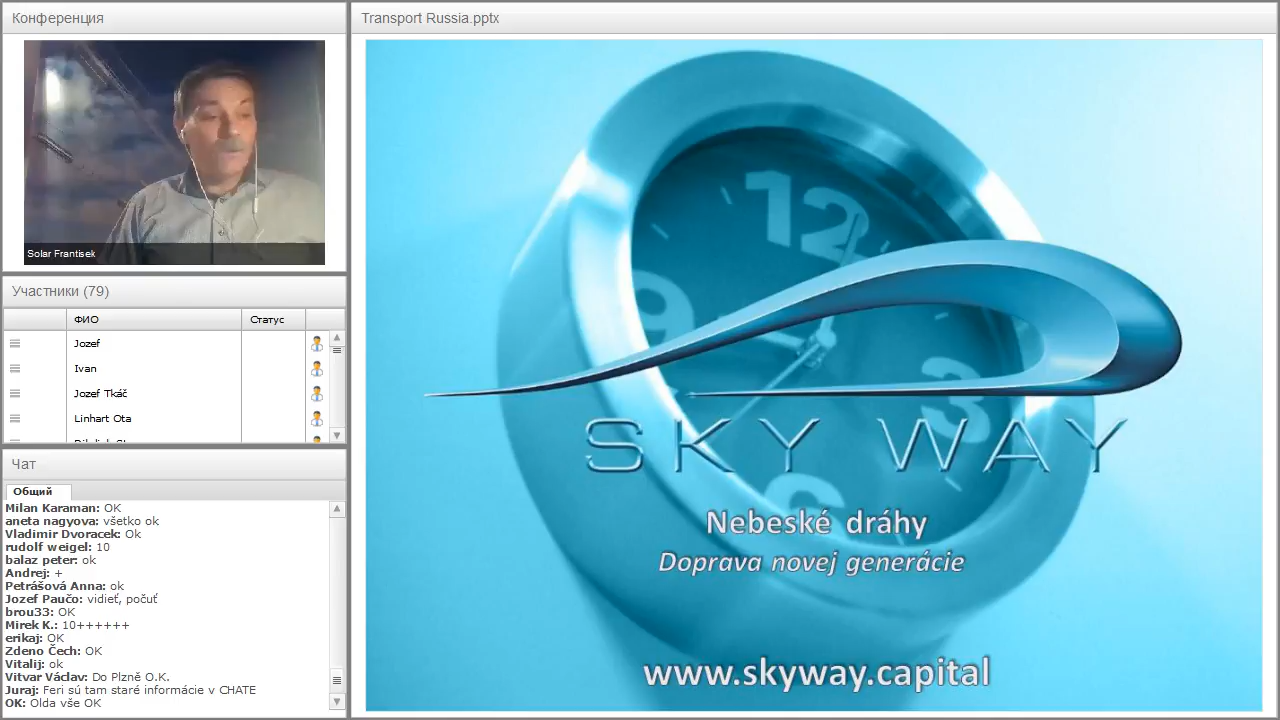 Конференция
Solar Frantisek
Участники (79)
ФИО
Статус
Jozef
Ivan
Jozef Tkáč
Linhart Ota
Чат
Общий
Milan Karaman: OK
aneta nagyova: všetko ok
Vladimir Dvoracek: Ok
rudolf weigel: 10
balaz peter: ok
Andrej: +
Petrášová Anna: ok
Jozef Paučo: vidieť, počuť
brou33: OK
Mirek K.: 10++++++
erikaj: OK
Zdeno Čech: OK
Vitalij: ok
Vitvar Václav: Do Plzně O.K.
Juraj: Feri sú tam staré informácie v CHATE
OK: Olda vše OK
Transport Russia.pptx
12
9
3
6
SKY WAY
Nebeské dráhy
Doprava novej generácie
www.skyway.capital